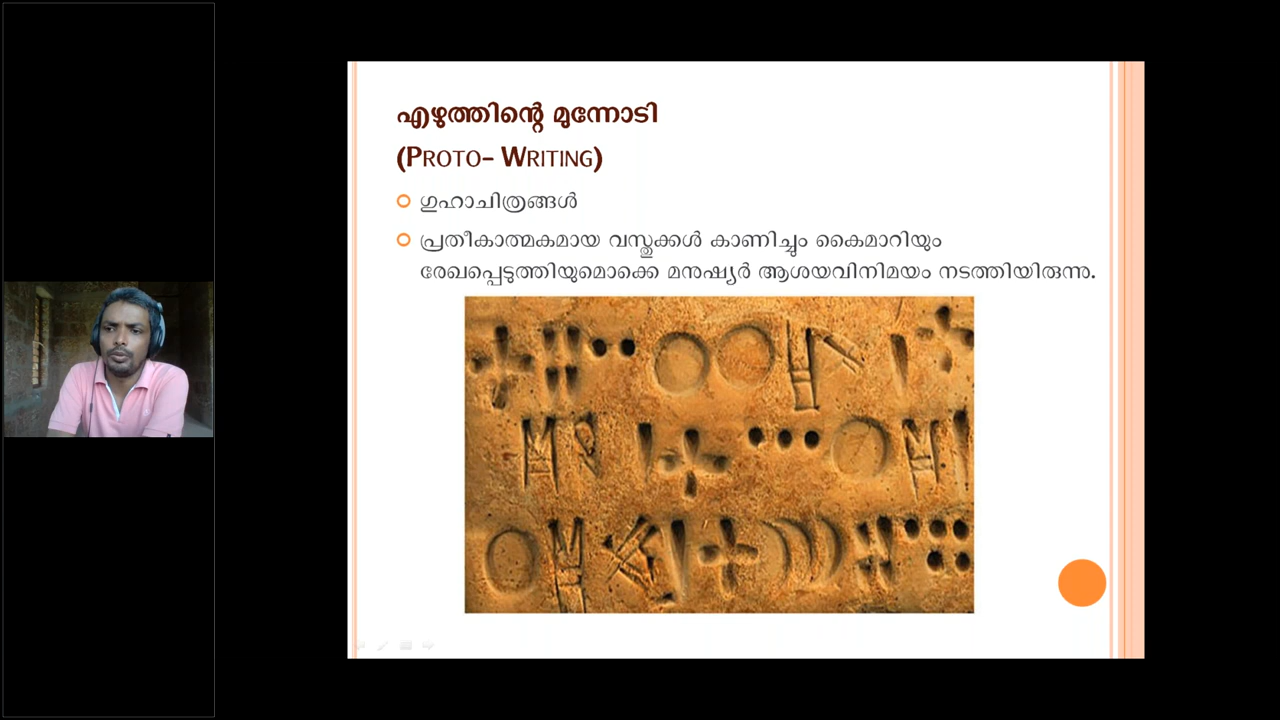 എഴുത്തിന്റെ മുന്നോടി
(PROTO- WRITING)
ഗുഹാചിത്രങ്ങൾ
പ്രതീകാത്മകമായ വസ്തുക്കൾ കാണിച്ചും കൈമാറിയും
രേഖപ്പെടുത്തിയുമൊക്കെ മനുഷ്യർ ആശയവിനിമയം നടത്തിയിരുന്നു.